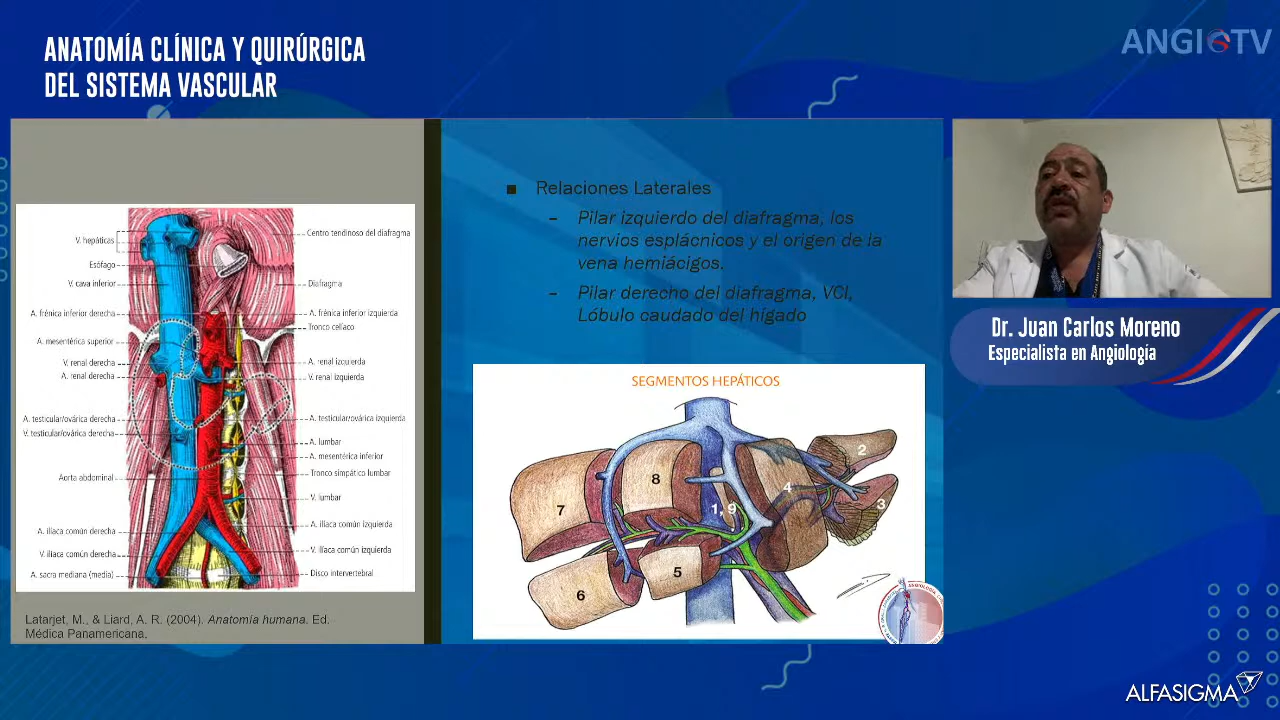 ANATOMÍA CLÍNICA Y QUIRÚRGICA
DEL SISTEMA VASCULAR
ANGIOTV
V. hepáticas
Esófago
V. cava inferior
A. frénica inferior derecha
A. mesentérica superior
V. renal derecha
A. renal derecha
A. testicular/ovárica derecha
V. testicular/ovárica derecha
Aorta abdominal
A. ilíaca común derecha
V. ilíaca común derecha
A. sacra mediana (media)
Centro tendinoso del diafragma
Diafragma
A. frénica inferior izquierda
Tronco celíaco
A. renal izquierda
V. renal izquierda
A. testicular/ovárica izquierda
A. lumbar
A. mesentérica inferior
Tronco simpático lumbar
V. lumbar
A. ilíaca común izquierda
V. ilíaca común izquierda
Disco intervertebral
Latarjet, M., & Liard, A. R. (2004). Anatomía humana. Ed.
Médica Panamericana.
■ Relaciones Laterales
– Pilar izquierdo del diafragma, los
nervios esplácnicos y el origen de la
vena hemiácigos.
– Pilar derecho del diafragma, VCI,
Lóbulo caudado del hígado
SEGMENTOS HEPÁTICOS
2
8
4
7
1, 9
3
5
6
Dr. Juan Carlos Moreno
Especialista en Angiología
ALFASIGMA